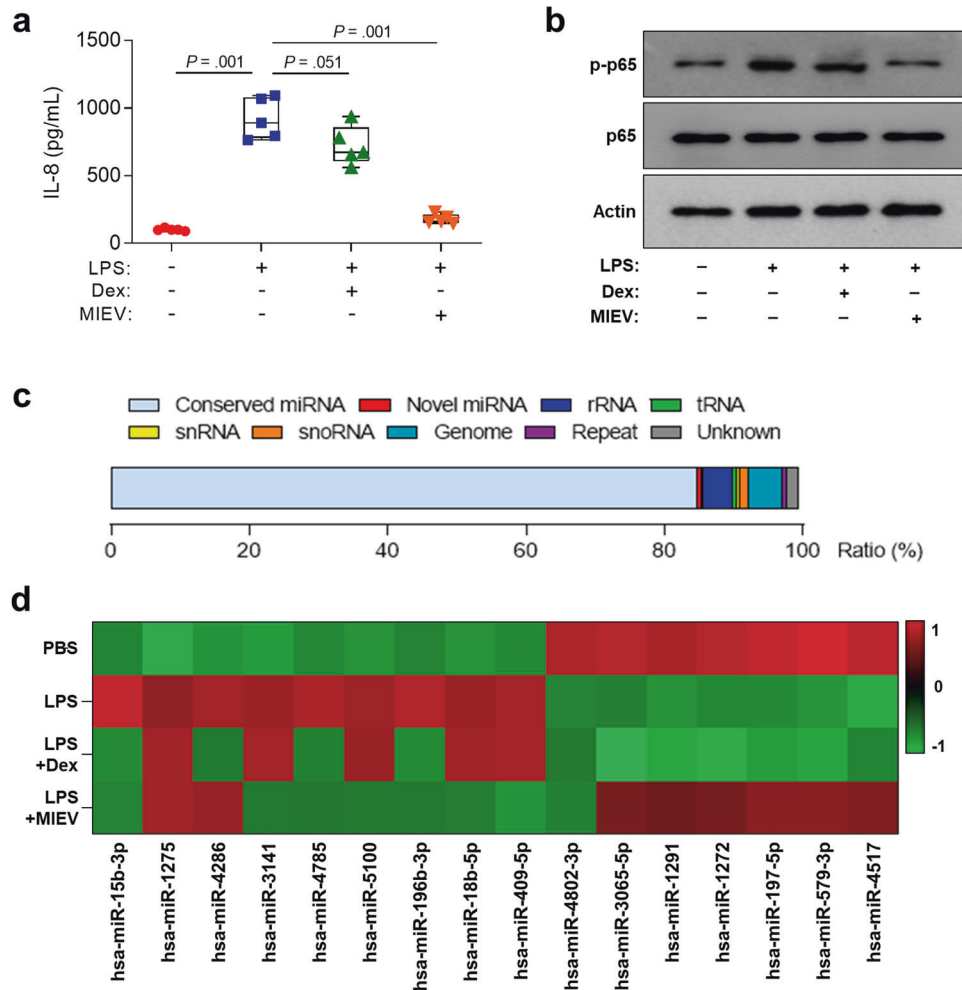 a
1500
1000
500
0
IL-8 (pg/mL)
P = .001
P = .001
P = .051
LPS: - + + +
Dex: - - + -
MIEV: - - - +
b
p-p65
p65
Actin
LPS: – + + +
Dex: – – + –
MIEV: – – – +
c
Conserved miRNA Novel miRNA rRNA tRNA
snRNA snoRNA Genome Repeat Unknown
0 20 40 60 80 100 Ratio (%)
d
PBS
LPS
LPS
+Dex
LPS
+MIEV
1
0
-1
hsa-miR-15b-3p
hsa-miR-1275
hsa-miR-4286
hsa-miR-3141
hsa-miR-4785
hsa-miR-5100
hsa-miR-196b-3p
hsa-miR-18b-5p
hsa-miR-409-5p
hsa-miR-4802-3p
hsa-miR-3065-5p
hsa-miR-1291
hsa-miR-1272
hsa-miR-197-5p
hsa-miR-579-3p
hsa-miR-4517